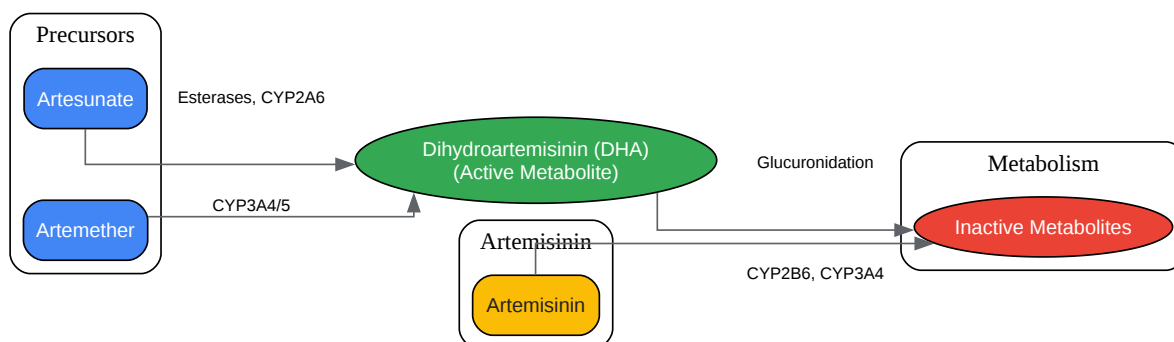 Precursors
Artesunate
Esterases, CYP2A6
Artemether
CYP3A4/5
Dihydroartemisinin (DHA)
(Active Metabolite)
Artemisinin
Artemisinin
Glucuronidation
CYP2B6, CYP3A4
Metabolism
Inactive Metabolites